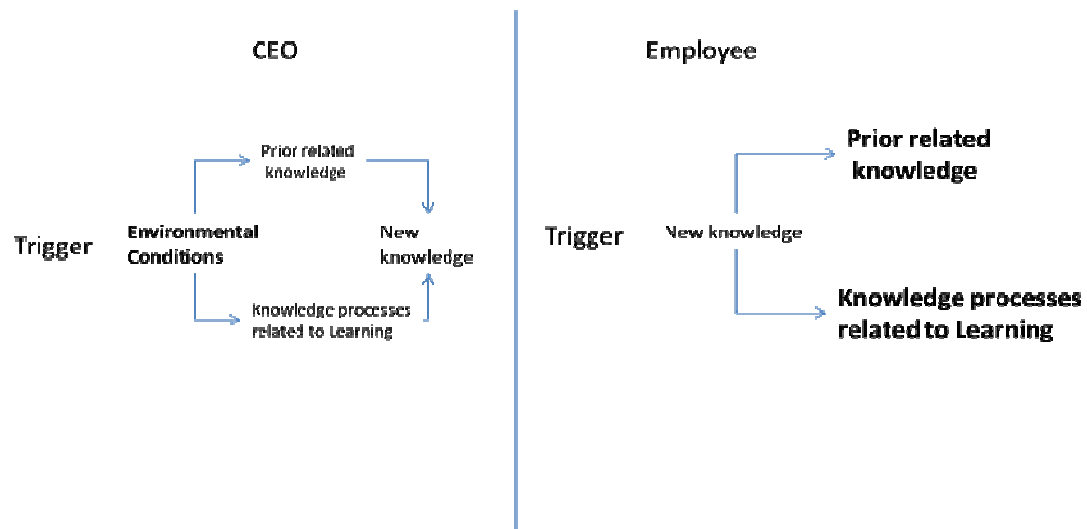 CEO
Prior related
knowledge
Trigger
Environmental
Conditions
New
knowledge
Knowledge processes
related to Learning
Employee
Prior related
knowledge
Trigger
New knowledge
Knowledge processes
related to Learning